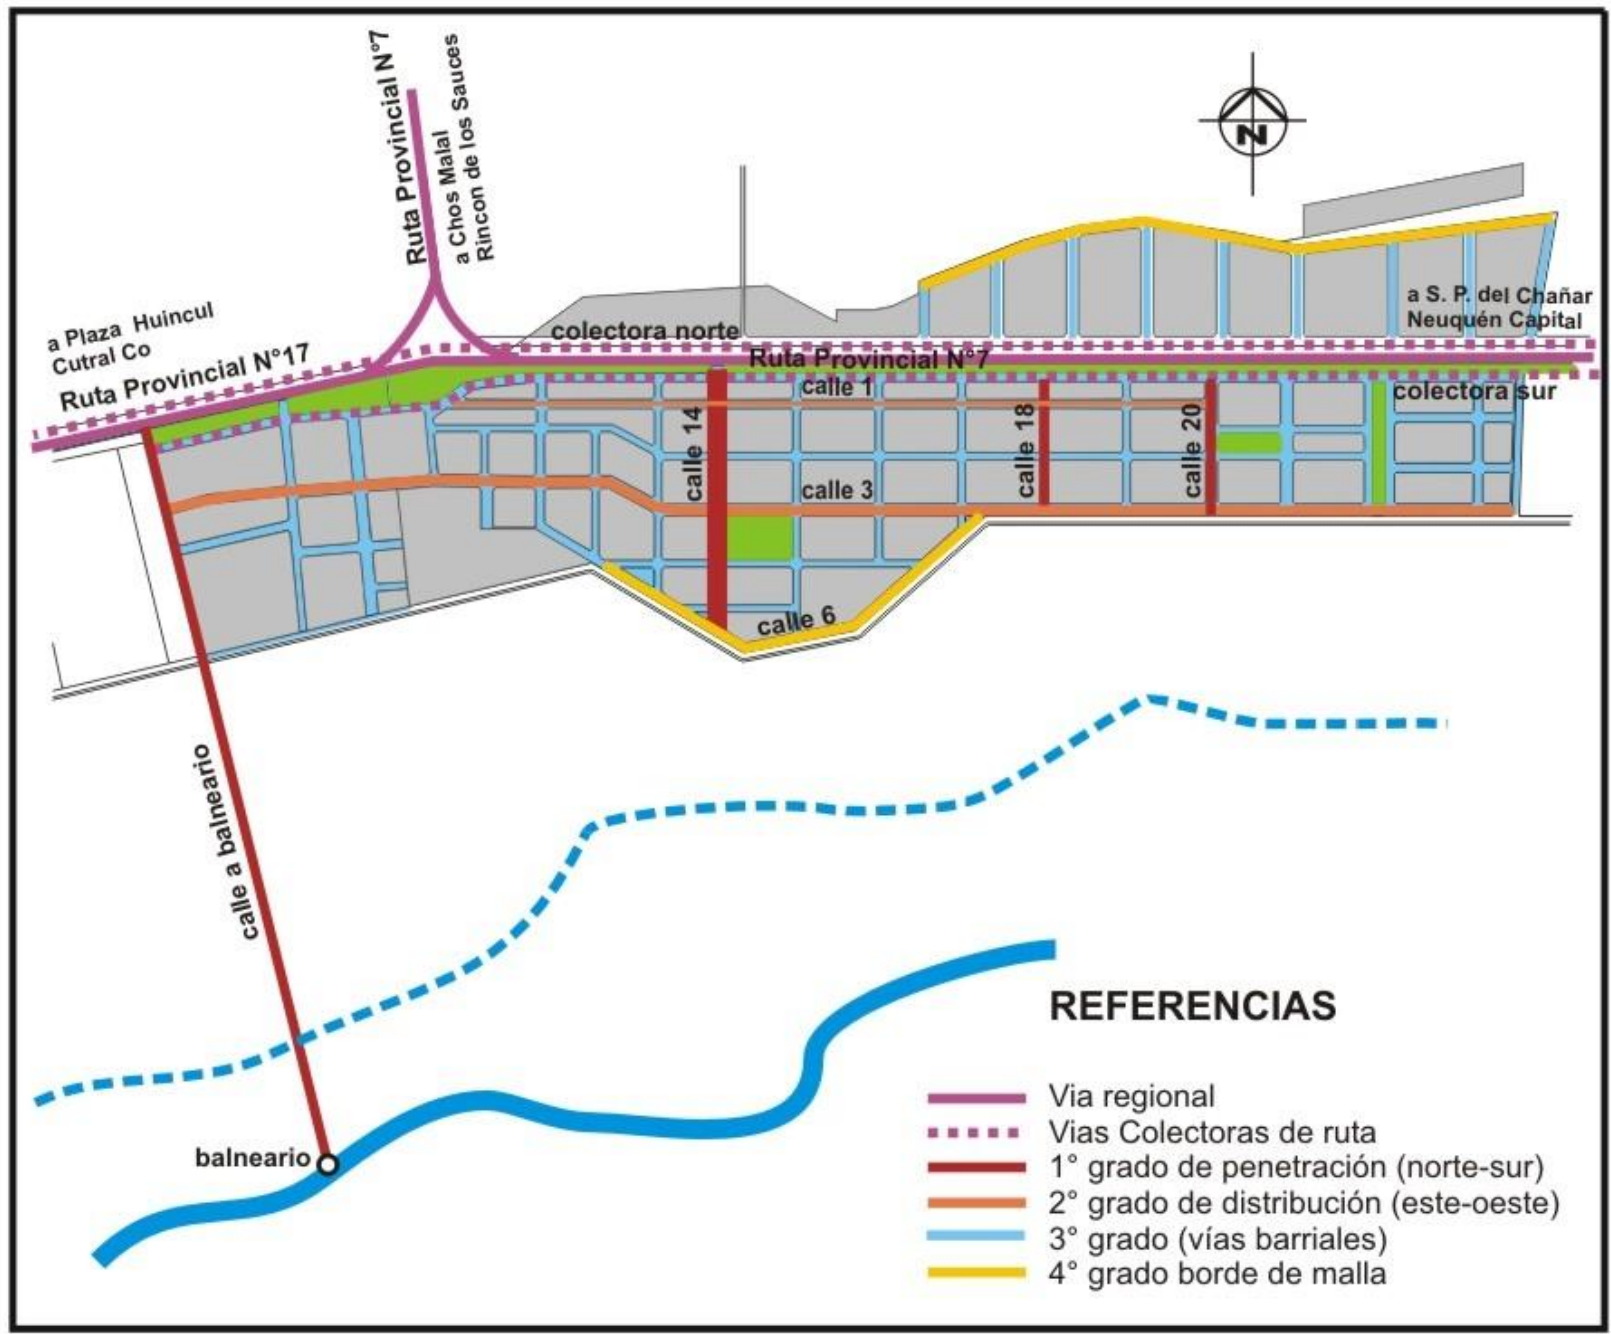 Ruta Provincial N°7
a Chos Malal
Rincon de los Sauces
N
a Plaza Huincul
Cutral Co
Ruta Provincial N°17
colectora norte
a S. P. del Chañar
Neuquén Capital
Ruta Provincial N°7
calle 1
colectora sur
calle 14
calle 18
calle 20
calle 3
calle 6
calle a balneario
balneario
REFERENCIAS
Via regional
Vias Colectoras de ruta
1° grado de penetración (norte-sur)
2° grado de distribución (este-oeste)
3° grado (vías barriales)
4° grado borde de malla